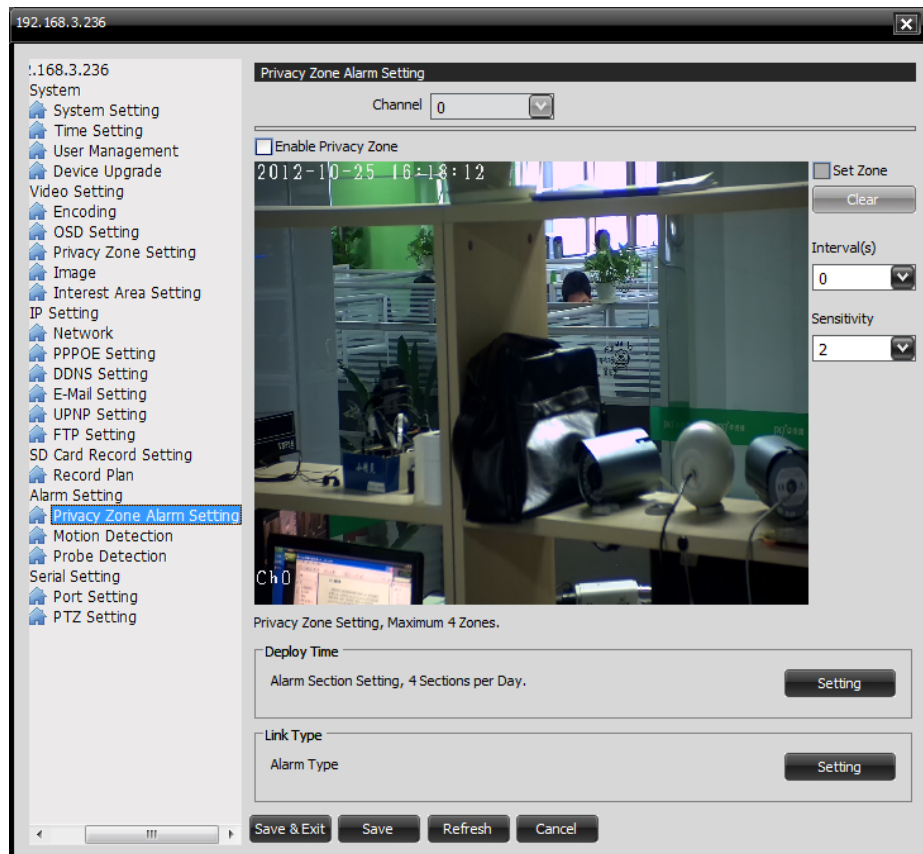 192.168.3.236
.168.3.236
System
System Setting
Time Setting
User Management
Device Upgrade
Video Setting
Encoding
OSD Setting
Privacy Zone Setting
Image
Interest Area Setting
IP Setting
Network
PPPOE Setting
DDNS Setting
E-Mail Setting
UPNP Setting
FTP Setting
SD Card Record Setting
Record Plan
Alarm Setting
Privacy Zone Alarm Setting
Motion Detection
Probe Detection
Serial Setting
Port Setting
PTZ Setting
Privacy Zone Alarm Setting
Channel 0
Enable Privacy Zone
2012-10-25 16:18:12
Ch0
Set Zone
Clear
Interval(s)
0
Sensitivity
2
Privacy Zone Setting, Maximum 4 Zones.
Deploy Time
Alarm Section Setting, 4 Sections per Day.
Setting
Link Type
Alarm Type
Setting
Save & Exit
Save
Refresh
Cancel